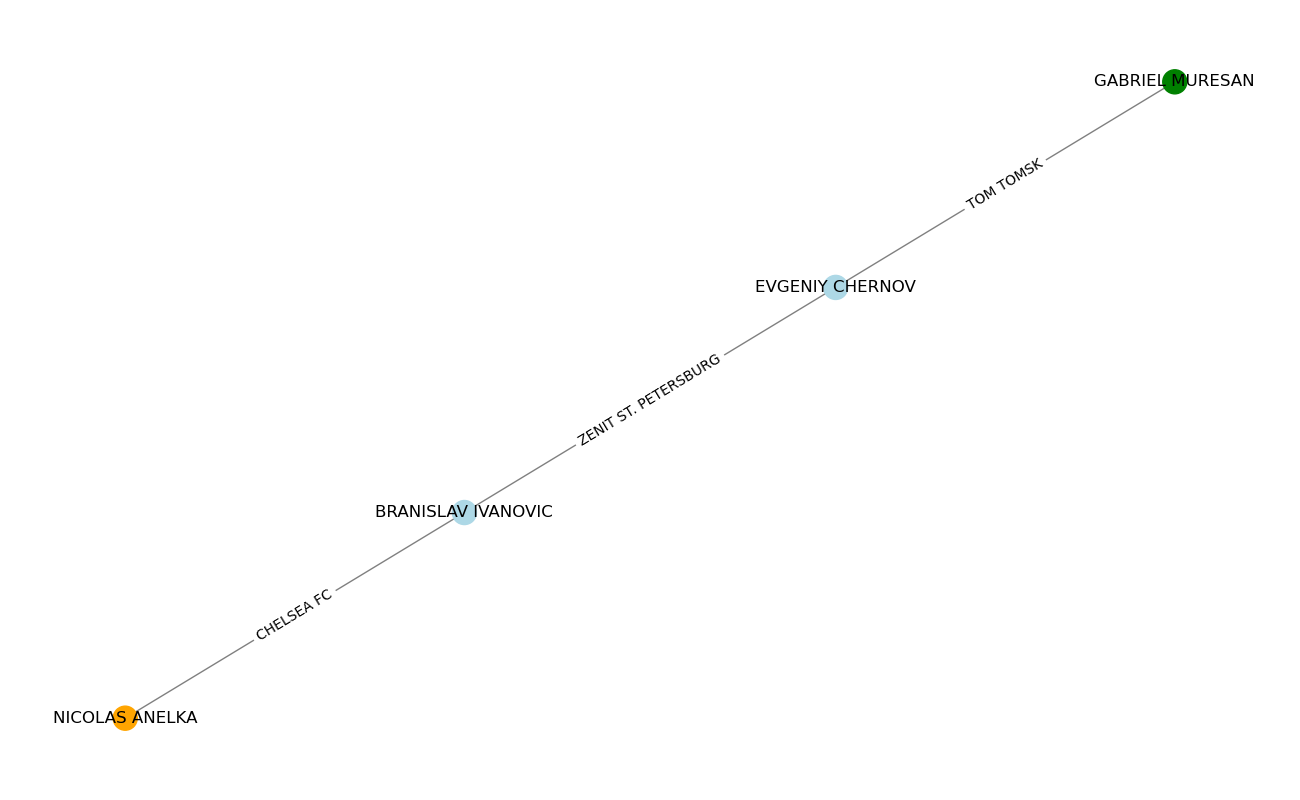 GABRIEL MURESAN
TOM TOMSK
EVGENIY CHERNOV
ZENIT ST. PETERSBURG
BRANISLAV IVANOVIC
CHELSEA FC
NICOLAS ANELKA